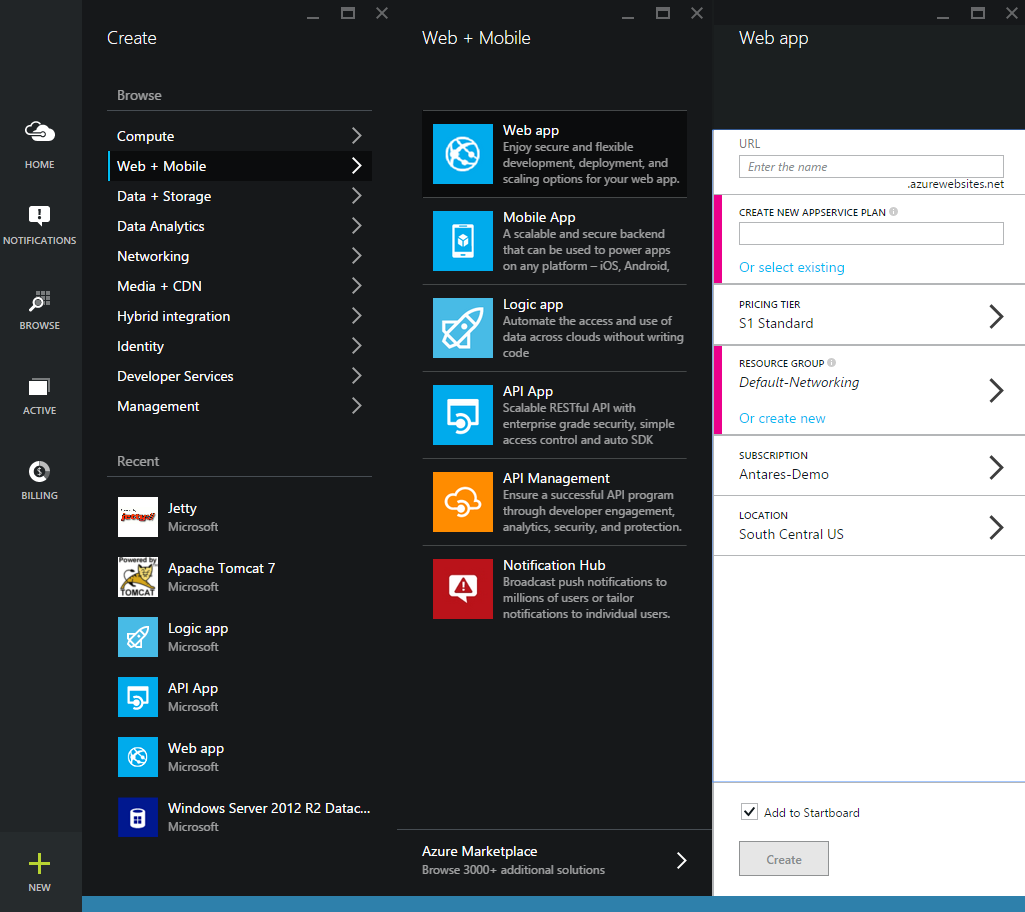 HOME
NOTIFICATIONS
BROWSE
ACTIVE
BILLING
NEW
Create
Browse
Compute
Web + Mobile
Data + Storage
Data Analytics
Networking
Media + CDN
Hybrid integration
Identity
Developer Services
Management
Recent
Jetty
Microsoft
Powered by
TOMCAT
Apache Tomcat 7
Microsoft
Logic app
Microsoft
API App
Microsoft
Web app
Microsoft
Windows Server 2012 R2 Datac...
Microsoft
Web + Mobile
Web app
Enjoy secure and flexible
development, deployment, and
scaling options for your web app.
Mobile App
A scalable and secure backend
that can be used to power apps
on any platform – iOS, Android,
Logic app
Automate the access and use of
data across clouds without writing
code
API App
Scalable RESTful API with
enterprise grade security, simple
access control and auto SDK
API Management
Ensure a successful API program
through developer engagement,
analytics, security, and protection.
Notification Hub
Broadcast push notifications to
millions of users or tailor
notifications to individual users.
Azure Marketplace
Browse 3000+ additional solutions
Web app
URL
Enter the name
.azurewebsites.net
CREATE NEW APPSERVICE PLAN
Or select existing
PRICING TIER
S1 Standard
RESOURCE GROUP
Default-Networking
Or create new
SUBSCRIPTION
Antares-Demo
LOCATION
South Central US
Add to Startboard
Create